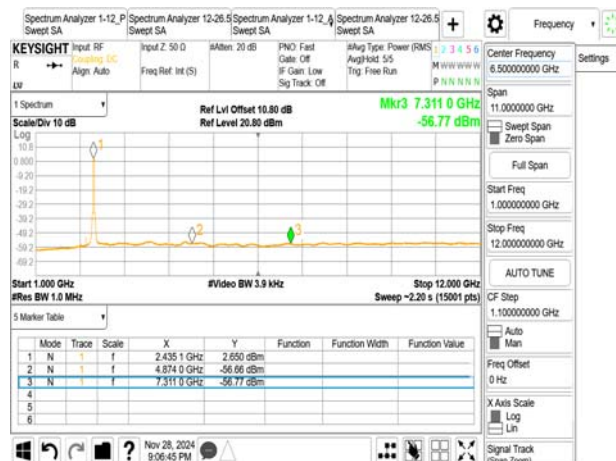 Spectrum Analyzer 1-12_P
Swept SA
Spectrum Analyzer 12-26.5
Swept SA
Spectrum Analyzer 1-12_A
Swept SA
Spectrum Analyzer 12-26.5
Swept SA
+
Frequency
Settings
KEYSIGHT
R
Input: RF
Coupling: DC
Align: Auto
Input Z: 50 Ω
Freq Ref: Int (S)
#Atten: 20 dB
PNO: Fast
Gate: Off
IF Gain: Low
Sig Track: Off
#Avg Type: Power (RMS
Avg|Hold: 5/5
Trig: Free Run
1 2 3 4 5 6
M W W W W W
P N N N N N
1 Spectrum
Scale/Div 10 dB
Ref Lvl Offset 10.80 dB
Ref Level 20.80 dBm
Mkr3 7.311 0 GHz
-56.77 dBm
Log
10.8
0.800
-9.20
-19.2
-29.2
-39.2
-49.2
-59.2
-69.2
1
2
3
Start 1.000 GHz
#Res BW 1.0 MHz
#Video BW 3.9 kHz
Stop 12.000 GHz
Sweep ~2.20 s (15001 pts)
5 Marker Table
Mode Trace Scale X Y Function Function Width Function Value
1 N 1 f 2.435 1 GHz 2.650 dBm
2 N 1 f 4.874 0 GHz -56.66 dBm
3 N 1 f 7.311 0 GHz -56.77 dBm
4
5
6
Nov 28, 2024
9:06:45 PM
Center Frequency
6.500000000 GHz
Span
11.0000000 GHz
Swept Span
Zero Span
Full Span
Start Freq
1.000000000 GHz
Stop Freq
12.000000000 GHz
AUTO TUNE
CF Step
1.100000000 GHz
Auto
Man
Freq Offset
0 Hz
X Axis Scale
Log
Lin
Signal Track
(Span Zoom)